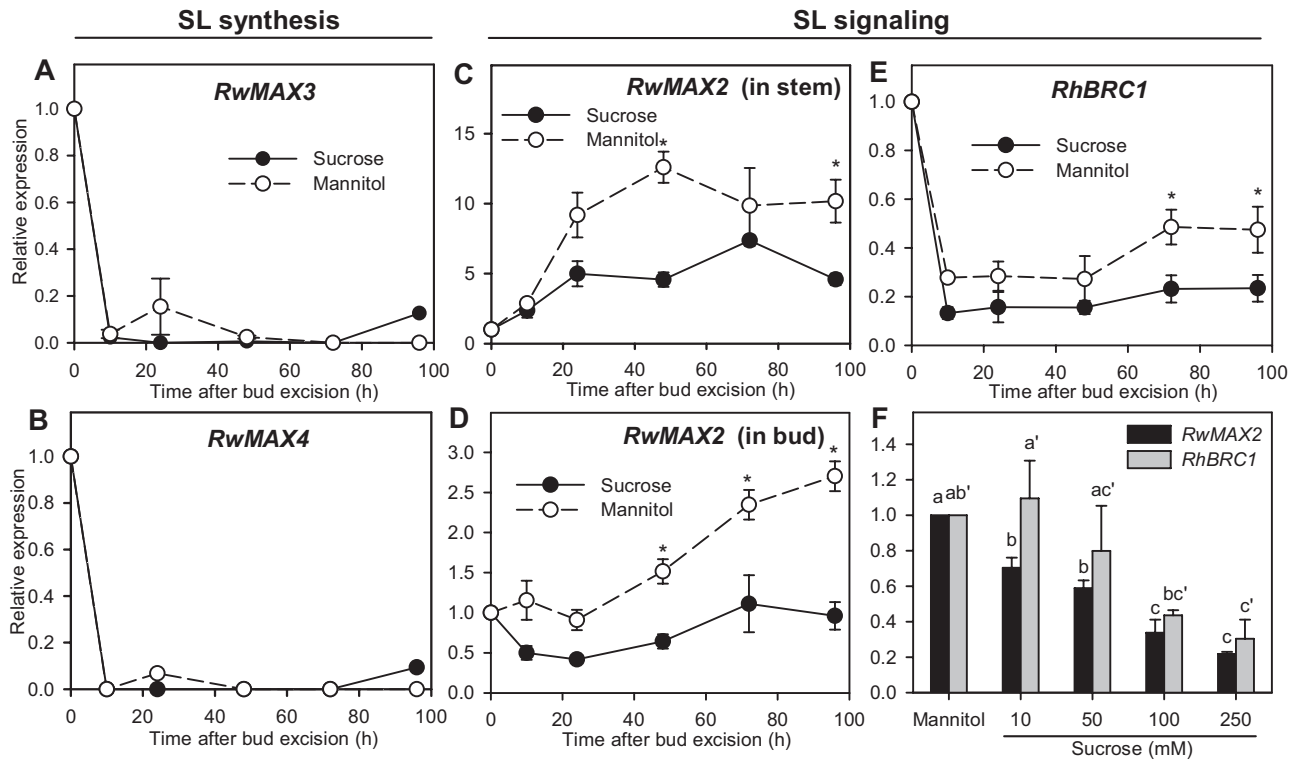 SL synthesis
SL signaling
A
RwMAX3
Relative expression
1.0
0.8
0.6
0.4
0.2
0.0
Sucrose
Mannitol
0 20 40 60 80 100
Time after bud excision (h)
B
RwMAX4
Relative expression
1.0
0.8
0.6
0.4
0.2
0.0
0 20 40 60 80 100
Time after bud excision (h)
C
RwMAX2 (in stem)
Sucrose
Mannitol
15
10
5
0
* *
0 20 40 60 80 100
Time after bud excision (h)
D
RwMAX2 (in bud)
Sucrose
Mannitol
3.0
2.5
2.0
1.5
1.0
0.5
0.0
* * *
0 20 40 60 80 100
Time after bud excision (h)
E
RhBRC1
Sucrose
Mannitol
1.0
0.8
0.6
0.4
0.2
0.0
* *
0 20 40 60 80 100
Time after bud excision (h)
F
RwMAX2
RhBRC1
1.4
1.2
1.0
0.8
0.6
0.4
0.2
0.0
a ab' b a' b ac' c bc' c c'
Mannitol 10 50 100 250
Sucrose (mM)